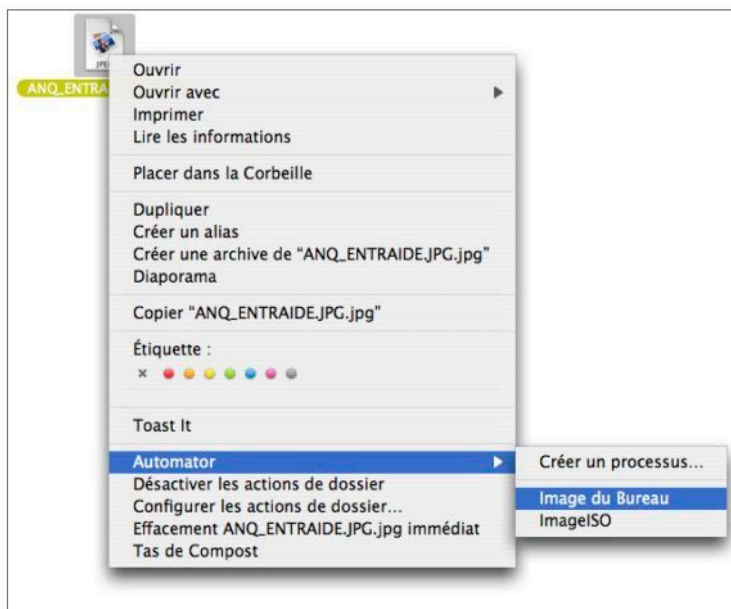 JPEG
ANQ_ENTRA
Ouvrir
Ouvrir avec
Imprimer
Lire les informations
Placer dans la Corbeille
Dupliquer
Créer un alias
Créer une archive de “ANQ_ENTRAIDE.JPG.jpg”
Diaporama
Copier “ANQ_ENTRAIDE.JPG.jpg”
Étiquette :
Toast It
Automator
Désactiver les actions de dossier
Configurer les actions de dossier...
Effacement ANQ_ENTRAIDE.JPG.jpg immédiat
Tas de Compost
Créer un processus...
Image du Bureau
ImageISO